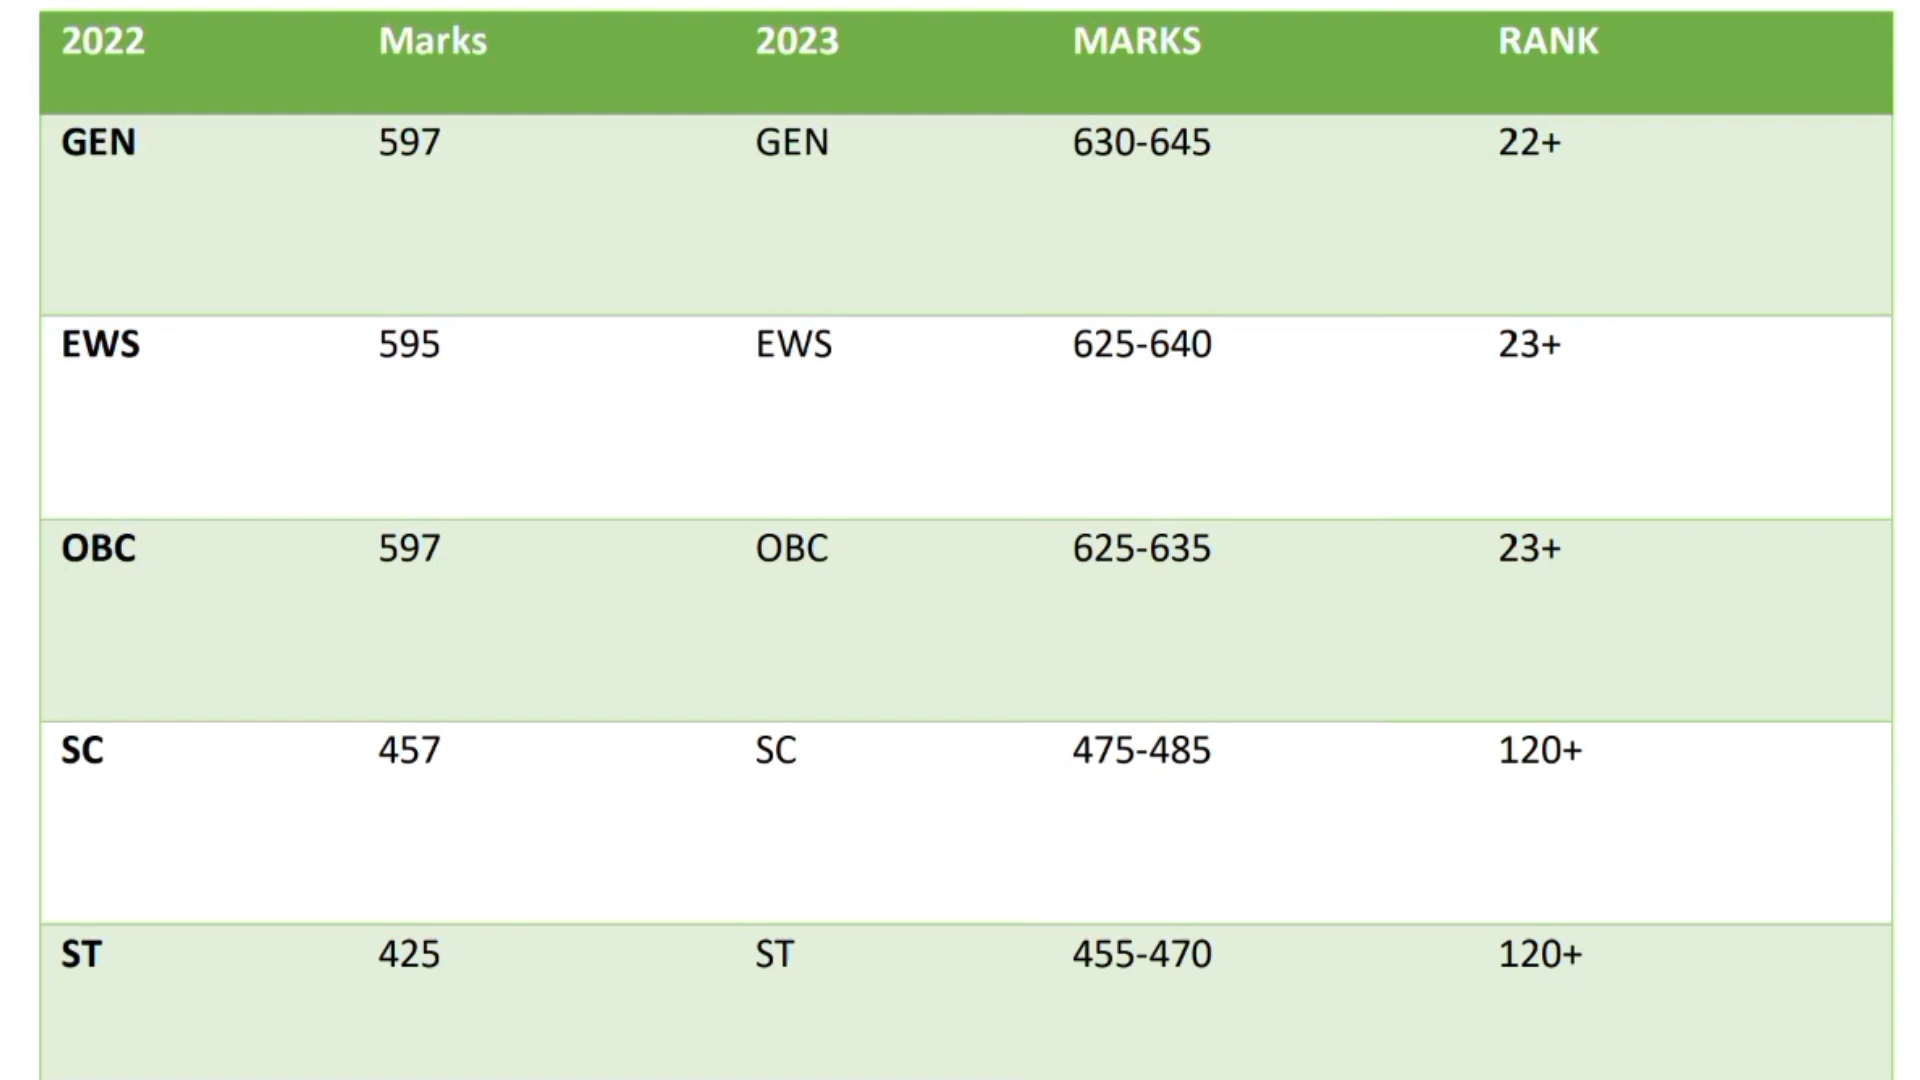 2022 Marks 2023 MARKS RANK
GEN 597 GEN 630-645 22+
EWS 595 EWS 625-640 23+
OBC 597 OBC 625-635 23+
SC 457 SC 475-485 120+
ST 425 ST 455-470 120+